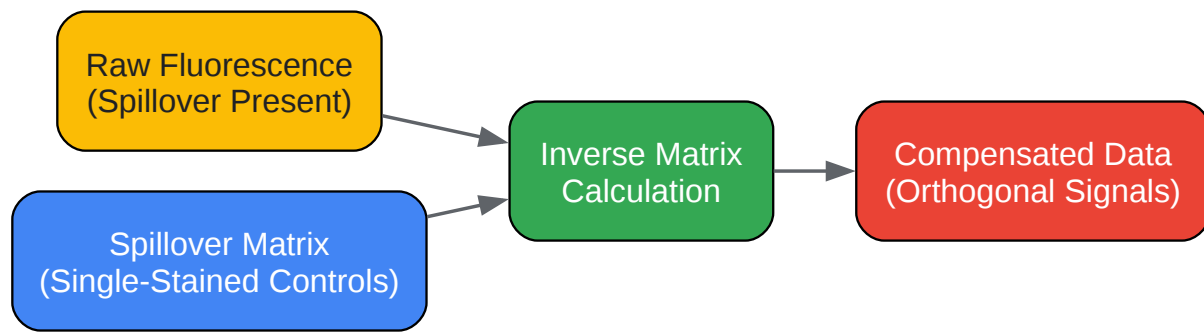 Raw Fluorescence
(Spillover Present)
Spillover Matrix
(Single-Stained Controls)
Inverse Matrix
Calculation
Compensated Data
(Orthogonal Signals)